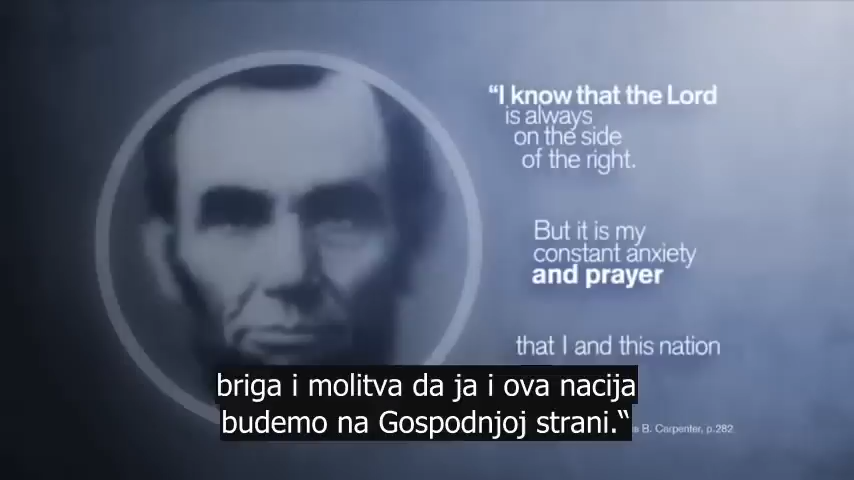 “I know that the Lord
is always
on the side
of the right.
But it is my
constant anxiety
and prayer
that I and this nation
briga i molitva da ja i ova nacija
budemo na Gospodnjoj strani.“
B. Carpenter, p.282.